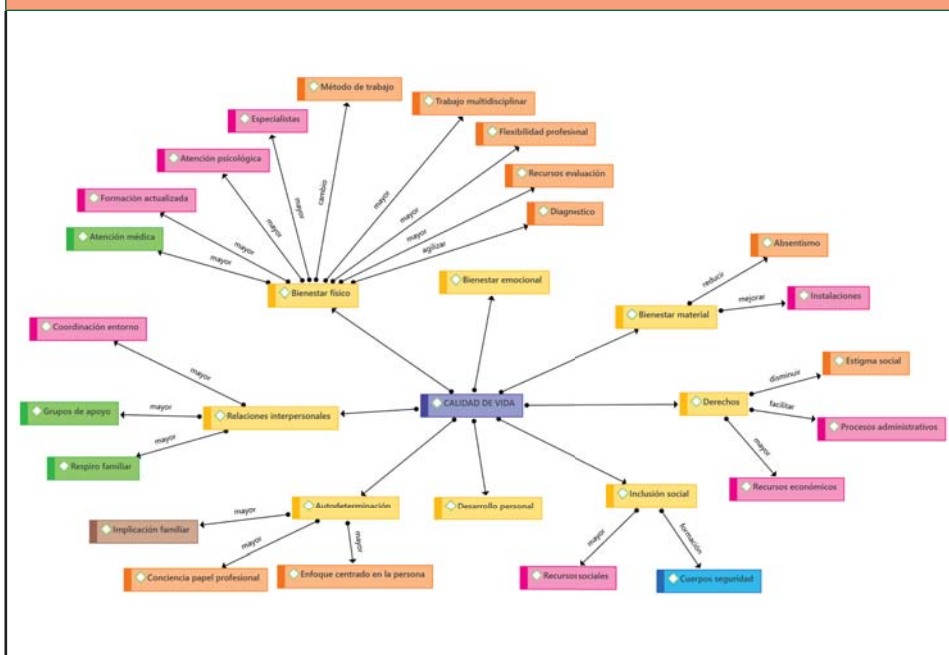 Método de trabajo
Trabajo multidisciplinar
Especialistas
Flexibilidad profesional
Atención psicológica
Recursos evaluación
Formación actualizada
Diagnóstico
Atención médica
mayor
mayor
mayor
mayor
mayor
cambio
mayor
mayor
mayor
agilizar
Bienestar físico
Bienestar emocional
Absentismo
reducir
Instalaciones
mejorar
Bienestar material
Coordinación entorno
mayor
Estigma social
disminuir
CALIDAD DE VIDA
Derechos
facilitar
Procesos administrativos
Grupos de apoyo
mayor
Relaciones interpersonales
mayor
Respiro familiar
mayor
Recursos económicos
Inclusión social
Autodeterminación
Desarrollo personal
mayor
Implicación familiar
mayor
mayor
mayor
formación
Conciencia papel profesional
Enfoque centrado en la persona
Recursos sociales
Cuerpos seguridad